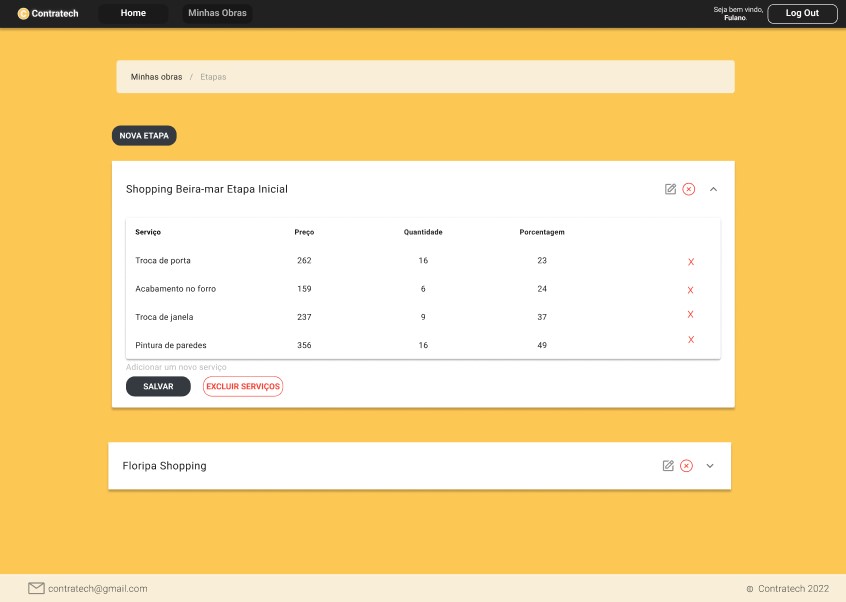 Contratech Home Minhas Obras Seja bem vindo, Fulano. Log Out
Minhas obras / Etapas
NOVA ETAPA
Shopping Beira-mar Etapa Inicial
Serviço Preço Quantidade Porcentagem
Troca de porta 262 16 23 X
Acabamento no forro 159 6 24 X
Troca de janela 237 9 37 X
Pintura de paredes 356 16 49 X
Adicionar um novo serviço
SALVAR EXCLUIR SERVIÇOS
Floripa Shopping
contratech@gmail.com © Contratech 2022